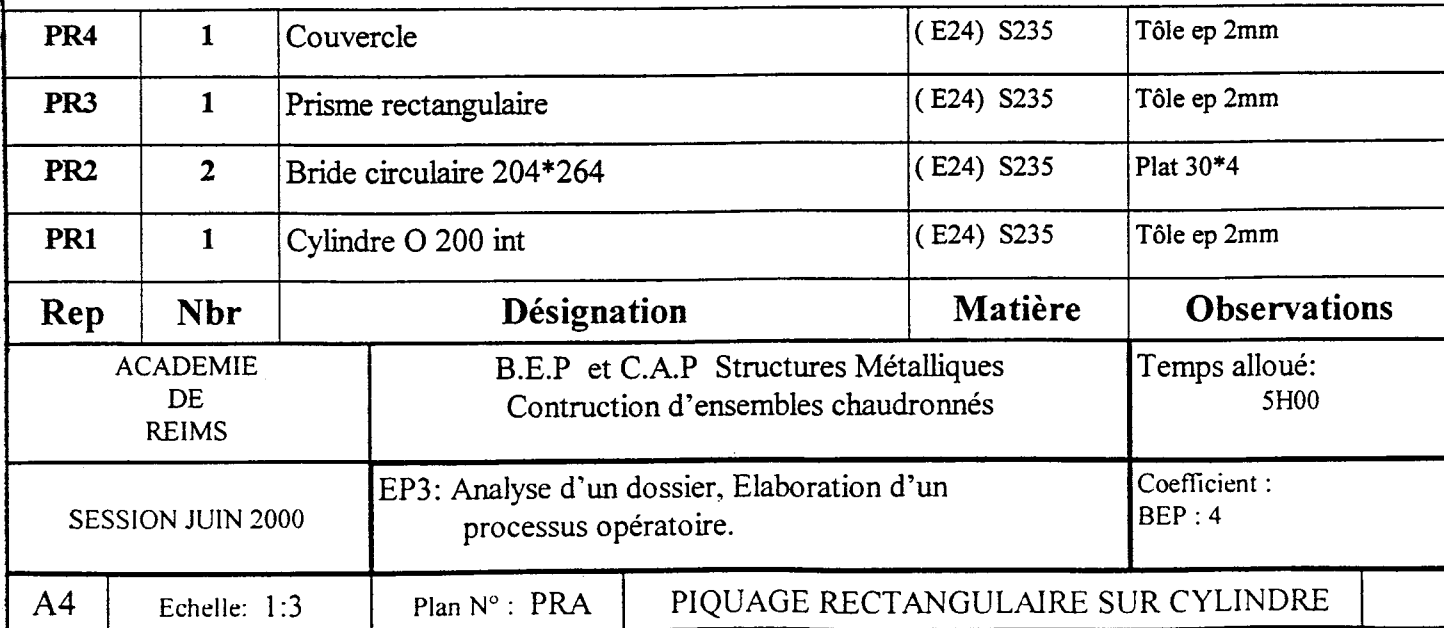 PR4 1 Couvercle ( E24) S235 Tôle ep 2mm
PR3 1 Prisme rectangulaire ( E24) S235 Tôle ep 2mm
PR2 2 Bride circulaire 204*264 ( E24) S235 Plat 30*4
PR1 1 Cylindre O 200 int ( E24) S235 Tôle ep 2mm
Rep Nbr Désignation Matière Observations
ACADEMIE
DE
REIMS
B.E.P et C.A.P Structures Métalliques
Contruction d'ensembles chaudronnés
Temps alloué:
5H00
SESSION JUIN 2000
EP3: Analyse d'un dossier, Elaboration d'un
processus opératoire.
Coefficient :
BEP : 4
A4 Echelle: 1:3 Plan N° : PRA PIQUAGE RECTANGULAIRE SUR CYLINDRE